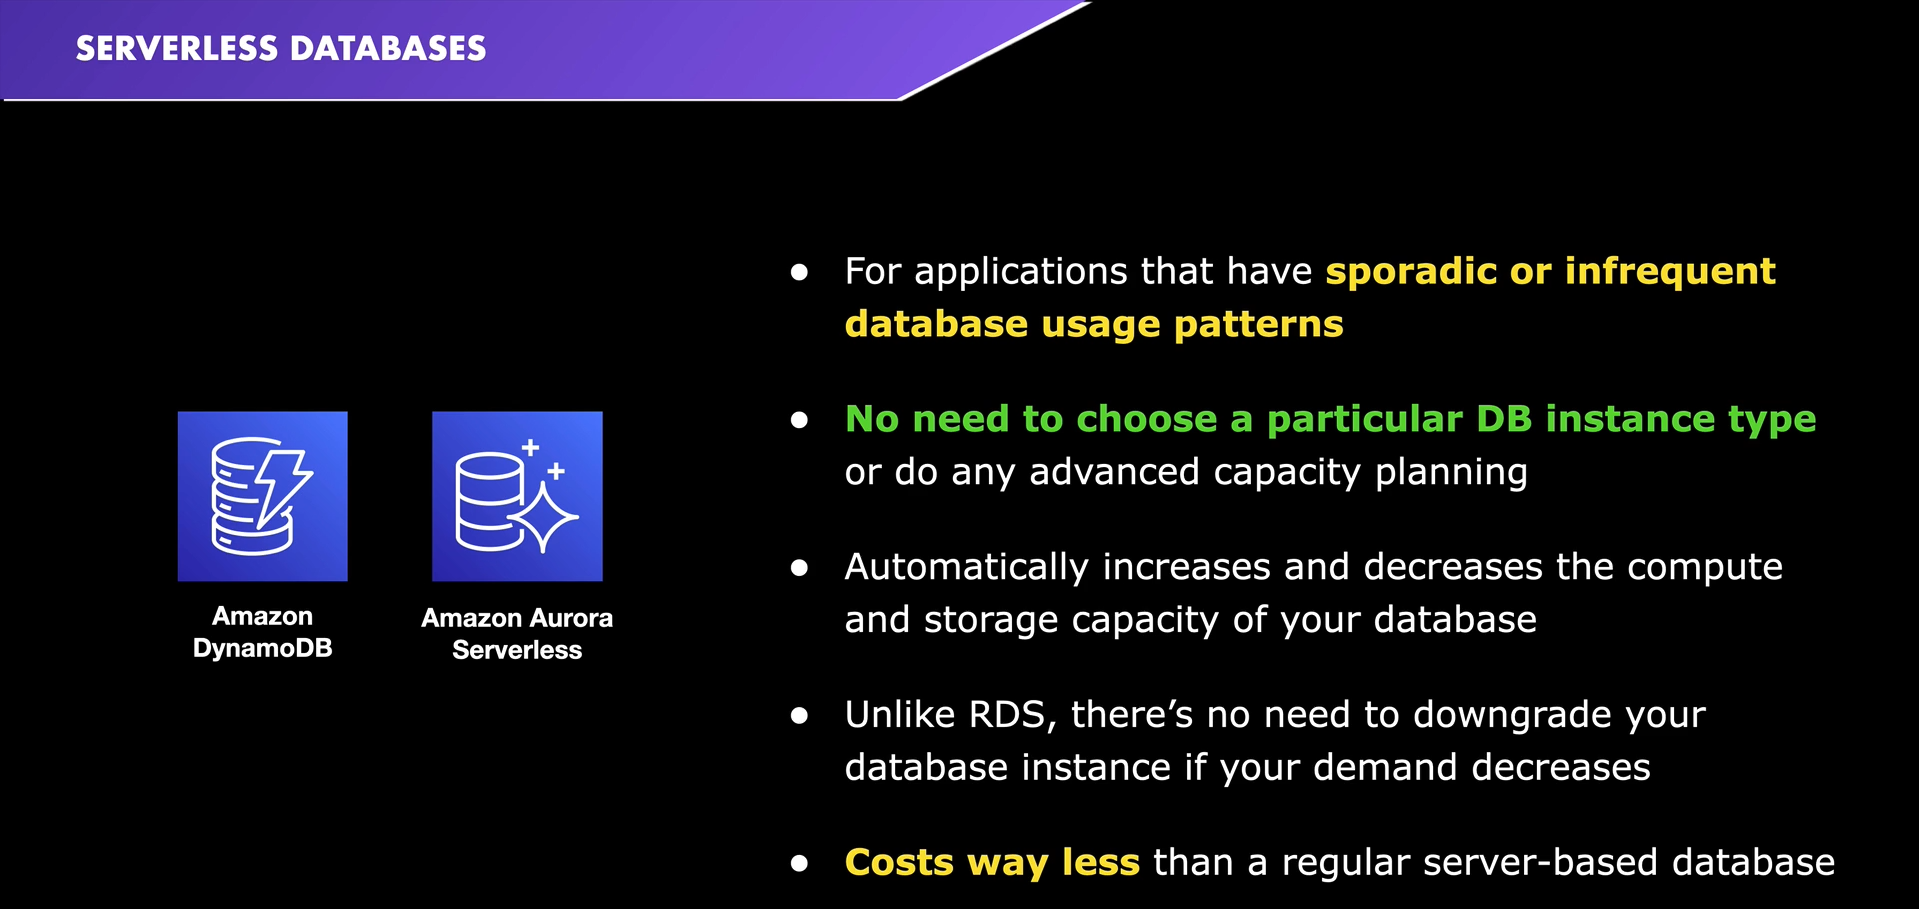 SERVERLESS DATABASES
● For applications that have sporadic or infrequent
database usage patterns
● No need to choose a particular DB instance type
or do any advanced capacity planning
● Automatically increases and decreases the compute
and storage capacity of your database
● Unlike RDS, there’s no need to downgrade your
database instance if your demand decreases
● Costs way less than a regular server-based database
Amazon
DynamoDB
Amazon Aurora
Serverless